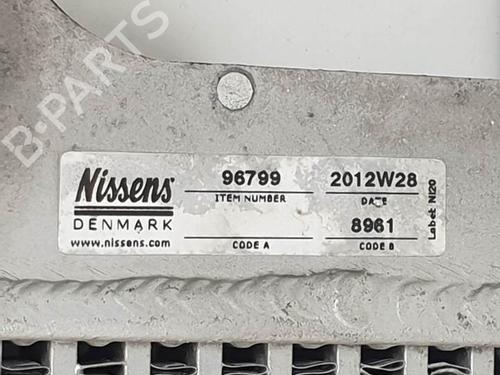 B-PARTS
Nissens
DENMARK
www.nissens.com
96799
ITEM NUMBER
CODE A
2012W28
DATE
8961
CODE B
Label: NI20